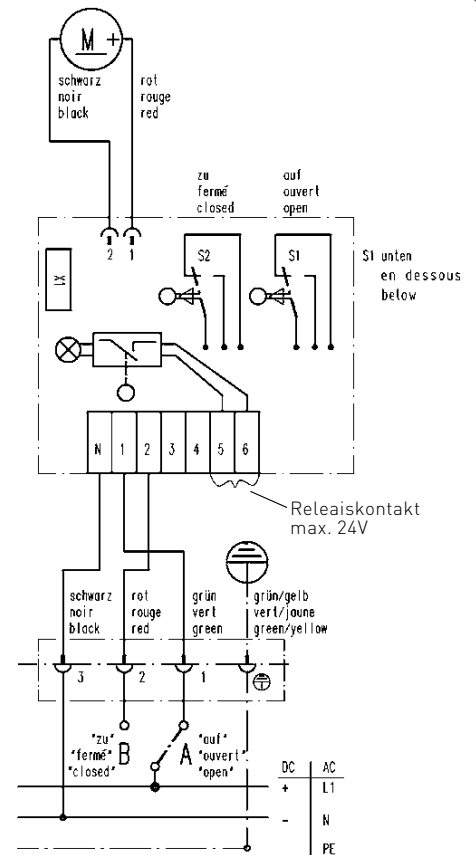 M +
schwarz
noir
black
rot
rouge
red
zu
fermé
closed
auf
ouvert
open
2 1
S2
S1
S1 unten
en dessous
below
X1
N 1 2 3 4 5 6
Releaiskontakt
max. 24V
schwarz
noir
black
rot
rouge
red
grün
vert
green
grün/gelb
vert/jaune
green/yellow
3 2 1
"zu"
"fermé"
"closed"
B
A
"auf"
"ouvert"
"open"
DC AC
+ L1
- N
PE